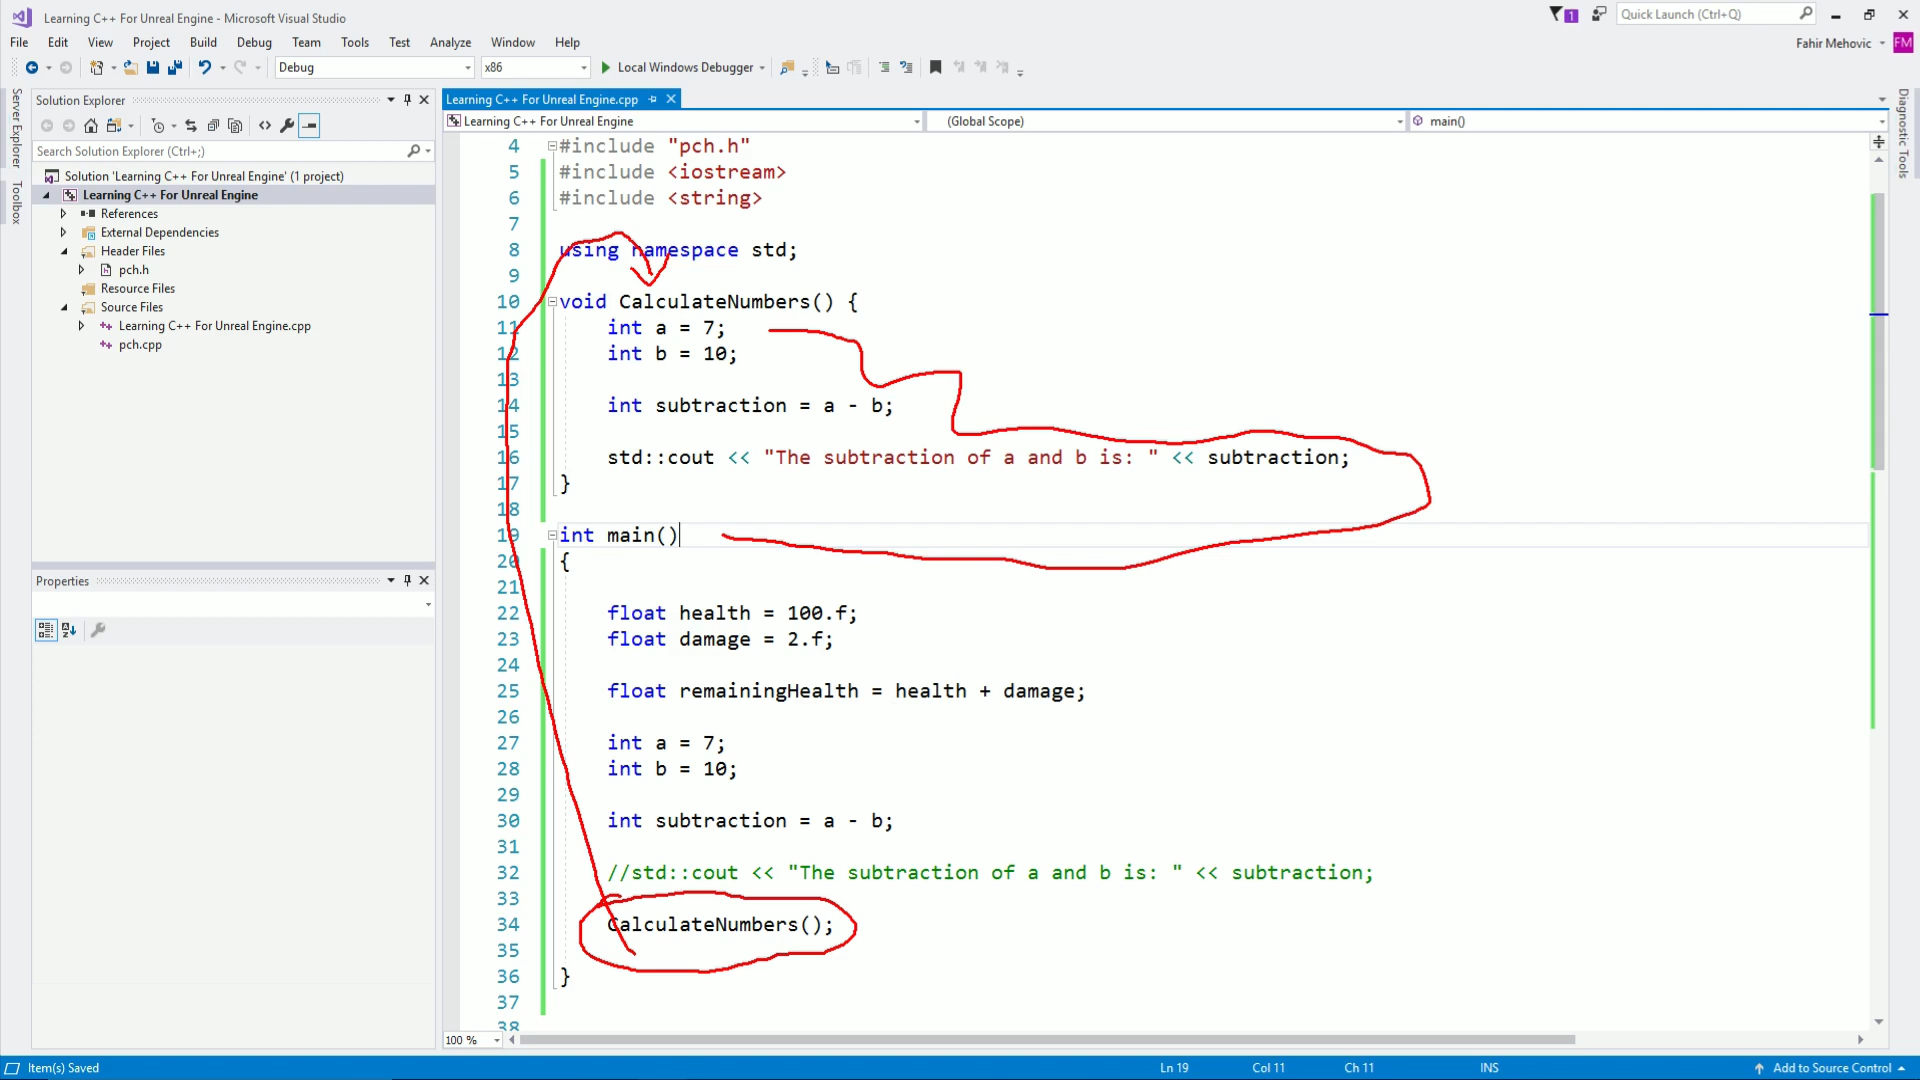 Learning C++ For Unreal Engine - Microsoft Visual Studio
1
Quick Launch (Ctrl+Q)
File Edit View Project Build Debug Team Tools Test Analyze Window Help
Fahir Mehovic FM
Debug x86 Local Windows Debugger
Server Explorer
Toolbox
Solution Explorer
Search Solution Explorer (Ctrl+;)
Solution 'Learning C++ For Unreal Engine' (1 project)
Learning C++ For Unreal Engine
References
External Dependencies
Header Files
pch.h
Resource Files
Source Files
Learning C++ For Unreal Engine.cpp
pch.cpp
Properties
Learning C++ For Unreal Engine.cpp
Learning C++ For Unreal Engine (Global Scope) main()
4 #include "pch.h"
5 #include <iostream>
6 #include <string>
7
8 using namespace std;
9
10 void CalculateNumbers() {
11 int a = 7;
12 int b = 10;
13
14 int subtraction = a - b;
15
16 std::cout << "The subtraction of a and b is: " << subtraction;
17 }
18
19 int main()
20 {
21
22 float health = 100.f;
23 float damage = 2.f;
24
25 float remainingHealth = health + damage;
26
27 int a = 7;
28 int b = 10;
29
30 int subtraction = a - b;
31
32 //std::cout << "The subtraction of a and b is: " << subtraction;
33
34 CalculateNumbers();
35
36 }
37
38
100 %
Diagnostic Tools
Item(s) Saved Ln 19 Col 11 Ch 11 INS Add to Source Control